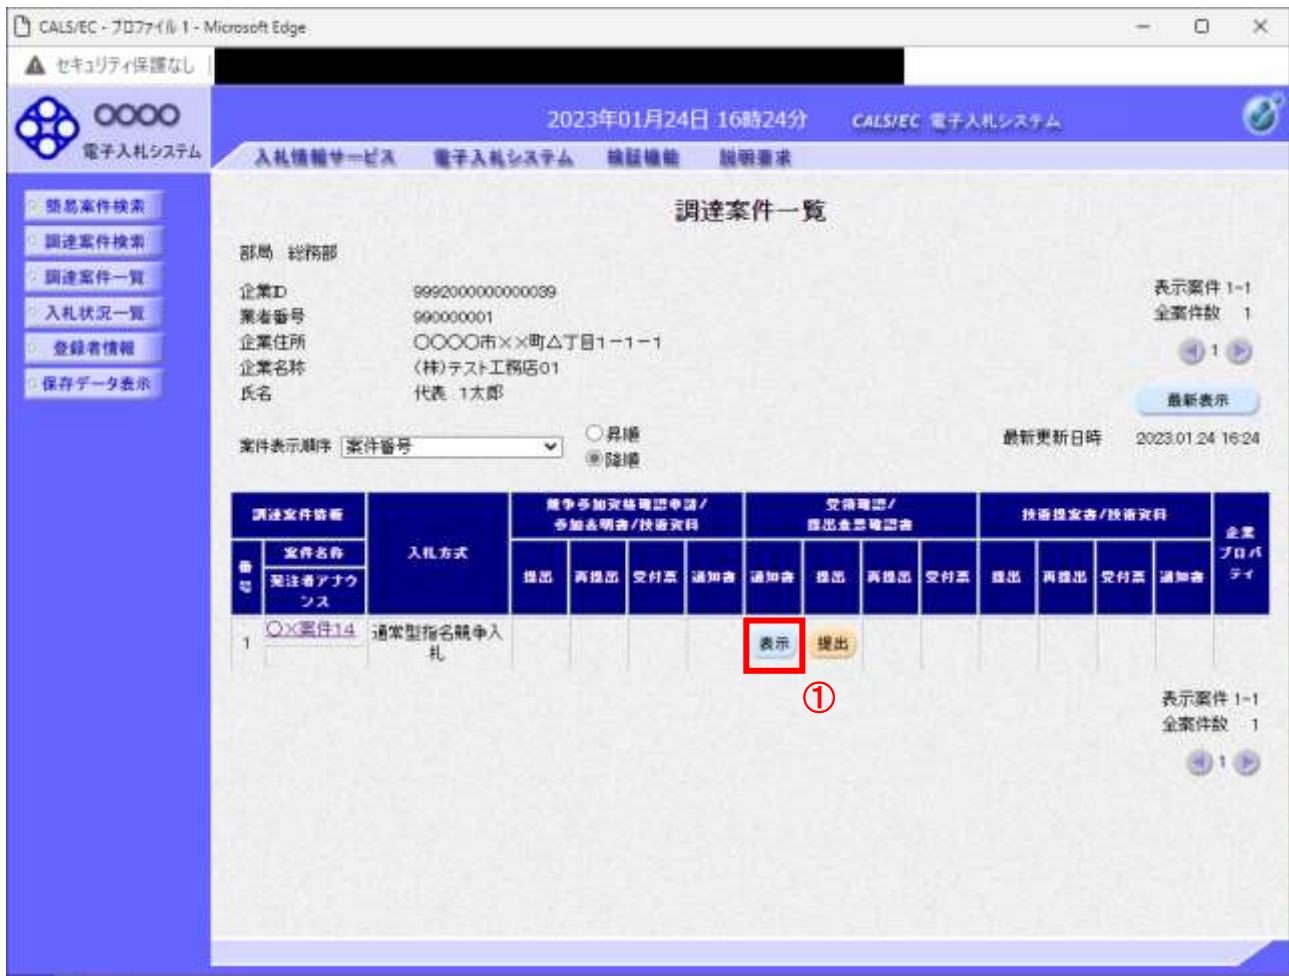 CALS/EC - プロファイル 1 - Microsoft Edge
セキュリティ保護なし
〇〇〇〇
電子入札システム
2023年01月24日 16時24分
CALS/EC 電子入札システム
入札情報サービス 電子入札システム 検証機能 説明要求
簡易案件検索
調達案件検索
調達案件一覧
入札状況一覧
登録者情報
保存データ表示
調達案件一覧
部局 総務部
企業ID 9992000000000039
業者番号 990000001
企業住所 〇〇〇〇市××町△丁目1-1-1
企業名称 (株)テスト工務店01
氏名 代表 1太郎
表示案件 1-1
全案件数 1
1
最新表示
案件表示順序 案件番号
昇順
降順
最新更新日時 2023.01.24 16:24
調達案件情報
番号
案件名称
発注者アナウンス
入札方式
競争参加資格確認申請/
参加表明書/技術資料
提出 再提出 受付票 通知書
受領確認/
提出意思確認書
通知書 提出 再提出 受付票
技術提案書/技術資料
提出 再提出 受付票 通知書
企業プロパティ
1 〇×案件14 通常型指名競争入札 表示 提出
①
表示案件 1-1
全案件数 1
1